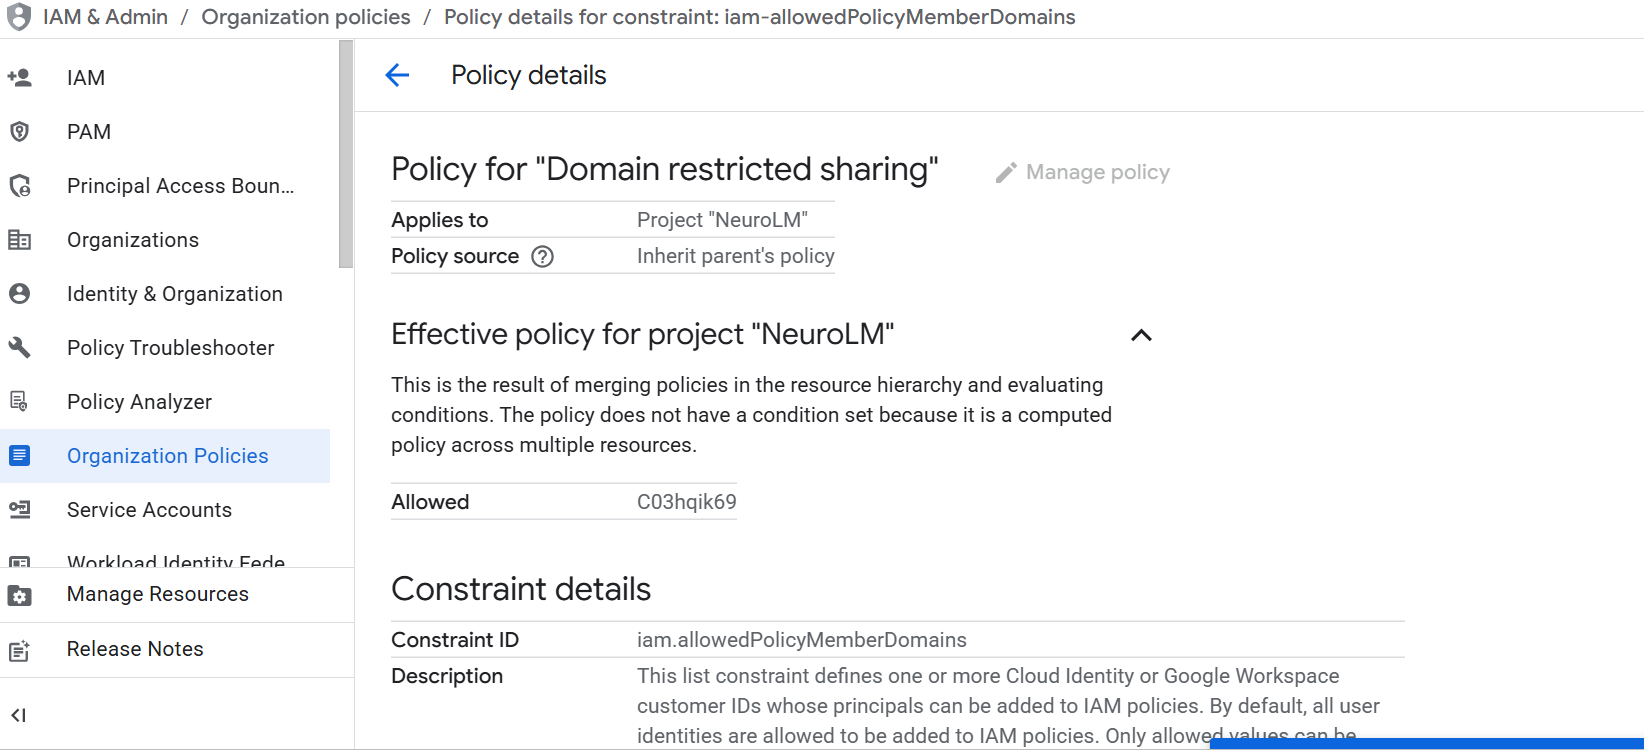 IAM & Admin / Organization policies / Policy details for constraint: iam-allowedPolicyMemberDomains
IAM
PAM
Principal Access Boun...
Organizations
Identity & Organization
Policy Troubleshooter
Policy Analyzer
Organization Policies
Service Accounts
Workload Identity Fede
Manage Resources
Release Notes
Policy details
Policy for "Domain restricted sharing"
Manage policy
Applies to Project "NeuroLM"
Policy source Inherit parent's policy
Effective policy for project "NeuroLM"
This is the result of merging policies in the resource hierarchy and evaluating
conditions. The policy does not have a condition set because it is a computed
policy across multiple resources.
Allowed C03hqik69
Constraint details
Constraint ID iam.allowedPolicyMemberDomains
Description This list constraint defines one or more Cloud Identity or Google Workspace
customer IDs whose principals can be added to IAM policies. By default, all user
identities are allowed to be added to IAM policies. Only allowed values can be